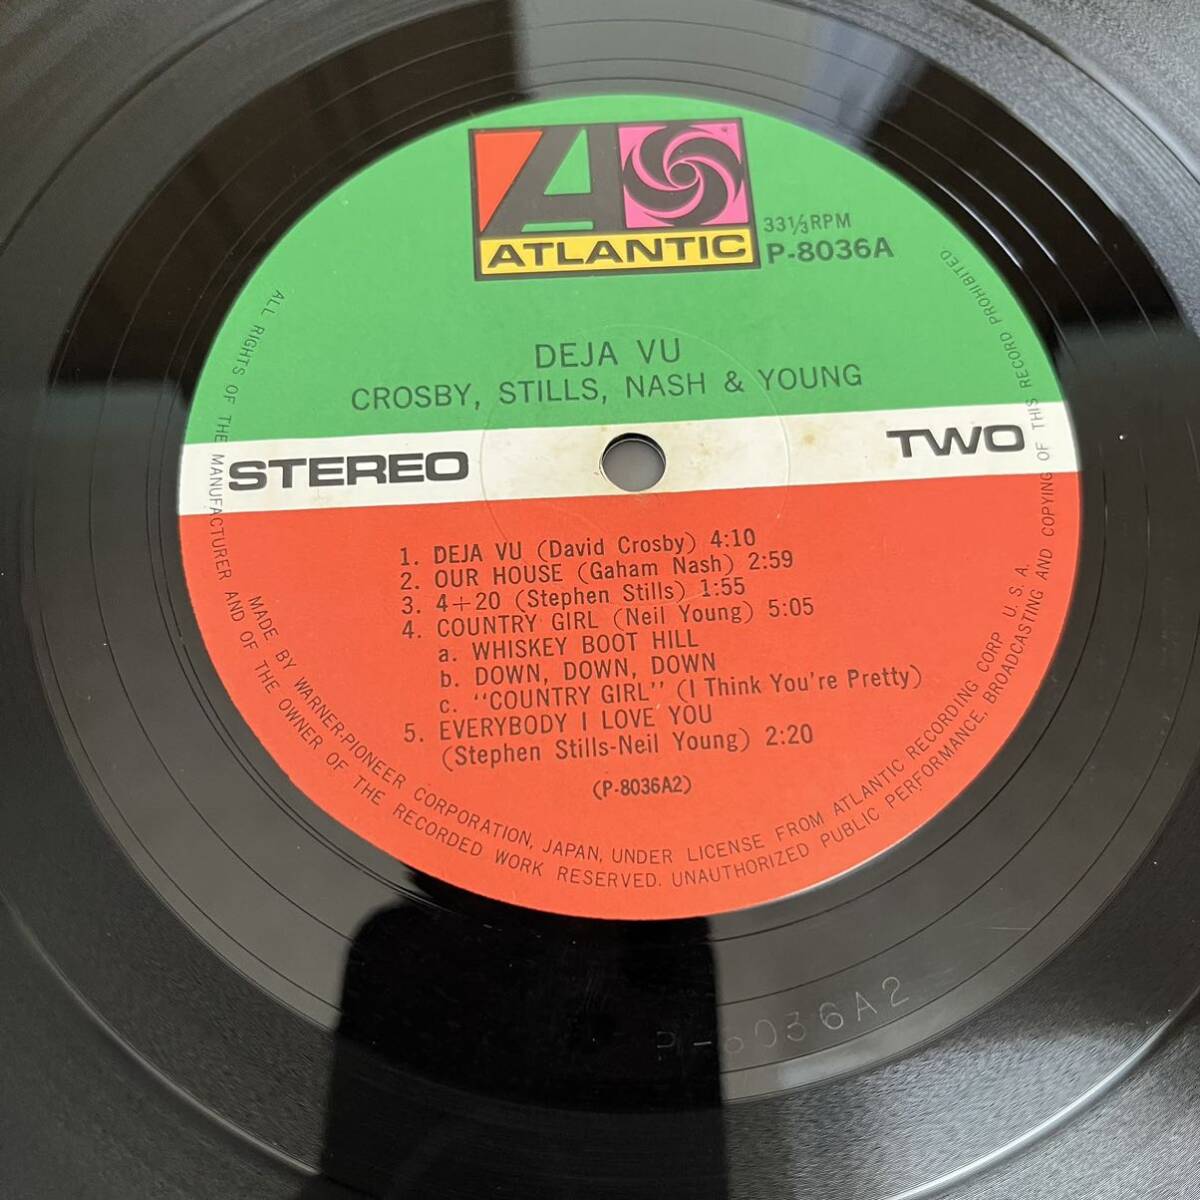 ATLANTIC
33⅓RPM
P-8036A
DEJA VU
CROSBY, STILLS, NASH & YOUNG
STEREO
TWO
1. DEJA VU (David Crosby) 4:10
2. OUR HOUSE (Gaham Nash) 2:59
3. 4+20 (Stephen Stills) 1:55
4. COUNTRY GIRL (Neil Young) 5:05
a. WHISKEY BOOT HILL
b. DOWN, DOWN, DOWN
c. "COUNTRY GIRL" (I Think You're Pretty)
5. EVERYBODY I LOVE YOU
(Stephen Stills-Neil Young) 2:20
(P-8036A2)
MADE BY WARNER-PIONEER CORPORATION, JAPAN, UNDER LICENSE FROM ATLANTIC RECORDING CORP. U. S. A.
ALL RIGHTS OF THE MANUFACTURER AND OF THE OWNER OF THE RECORDED WORK RESERVED. UNAUTHORIZED PUBLIC PERFORMANCE, BROADCASTING AND COPYING OF THIS RECORD PROHIBITED
P-8036A2